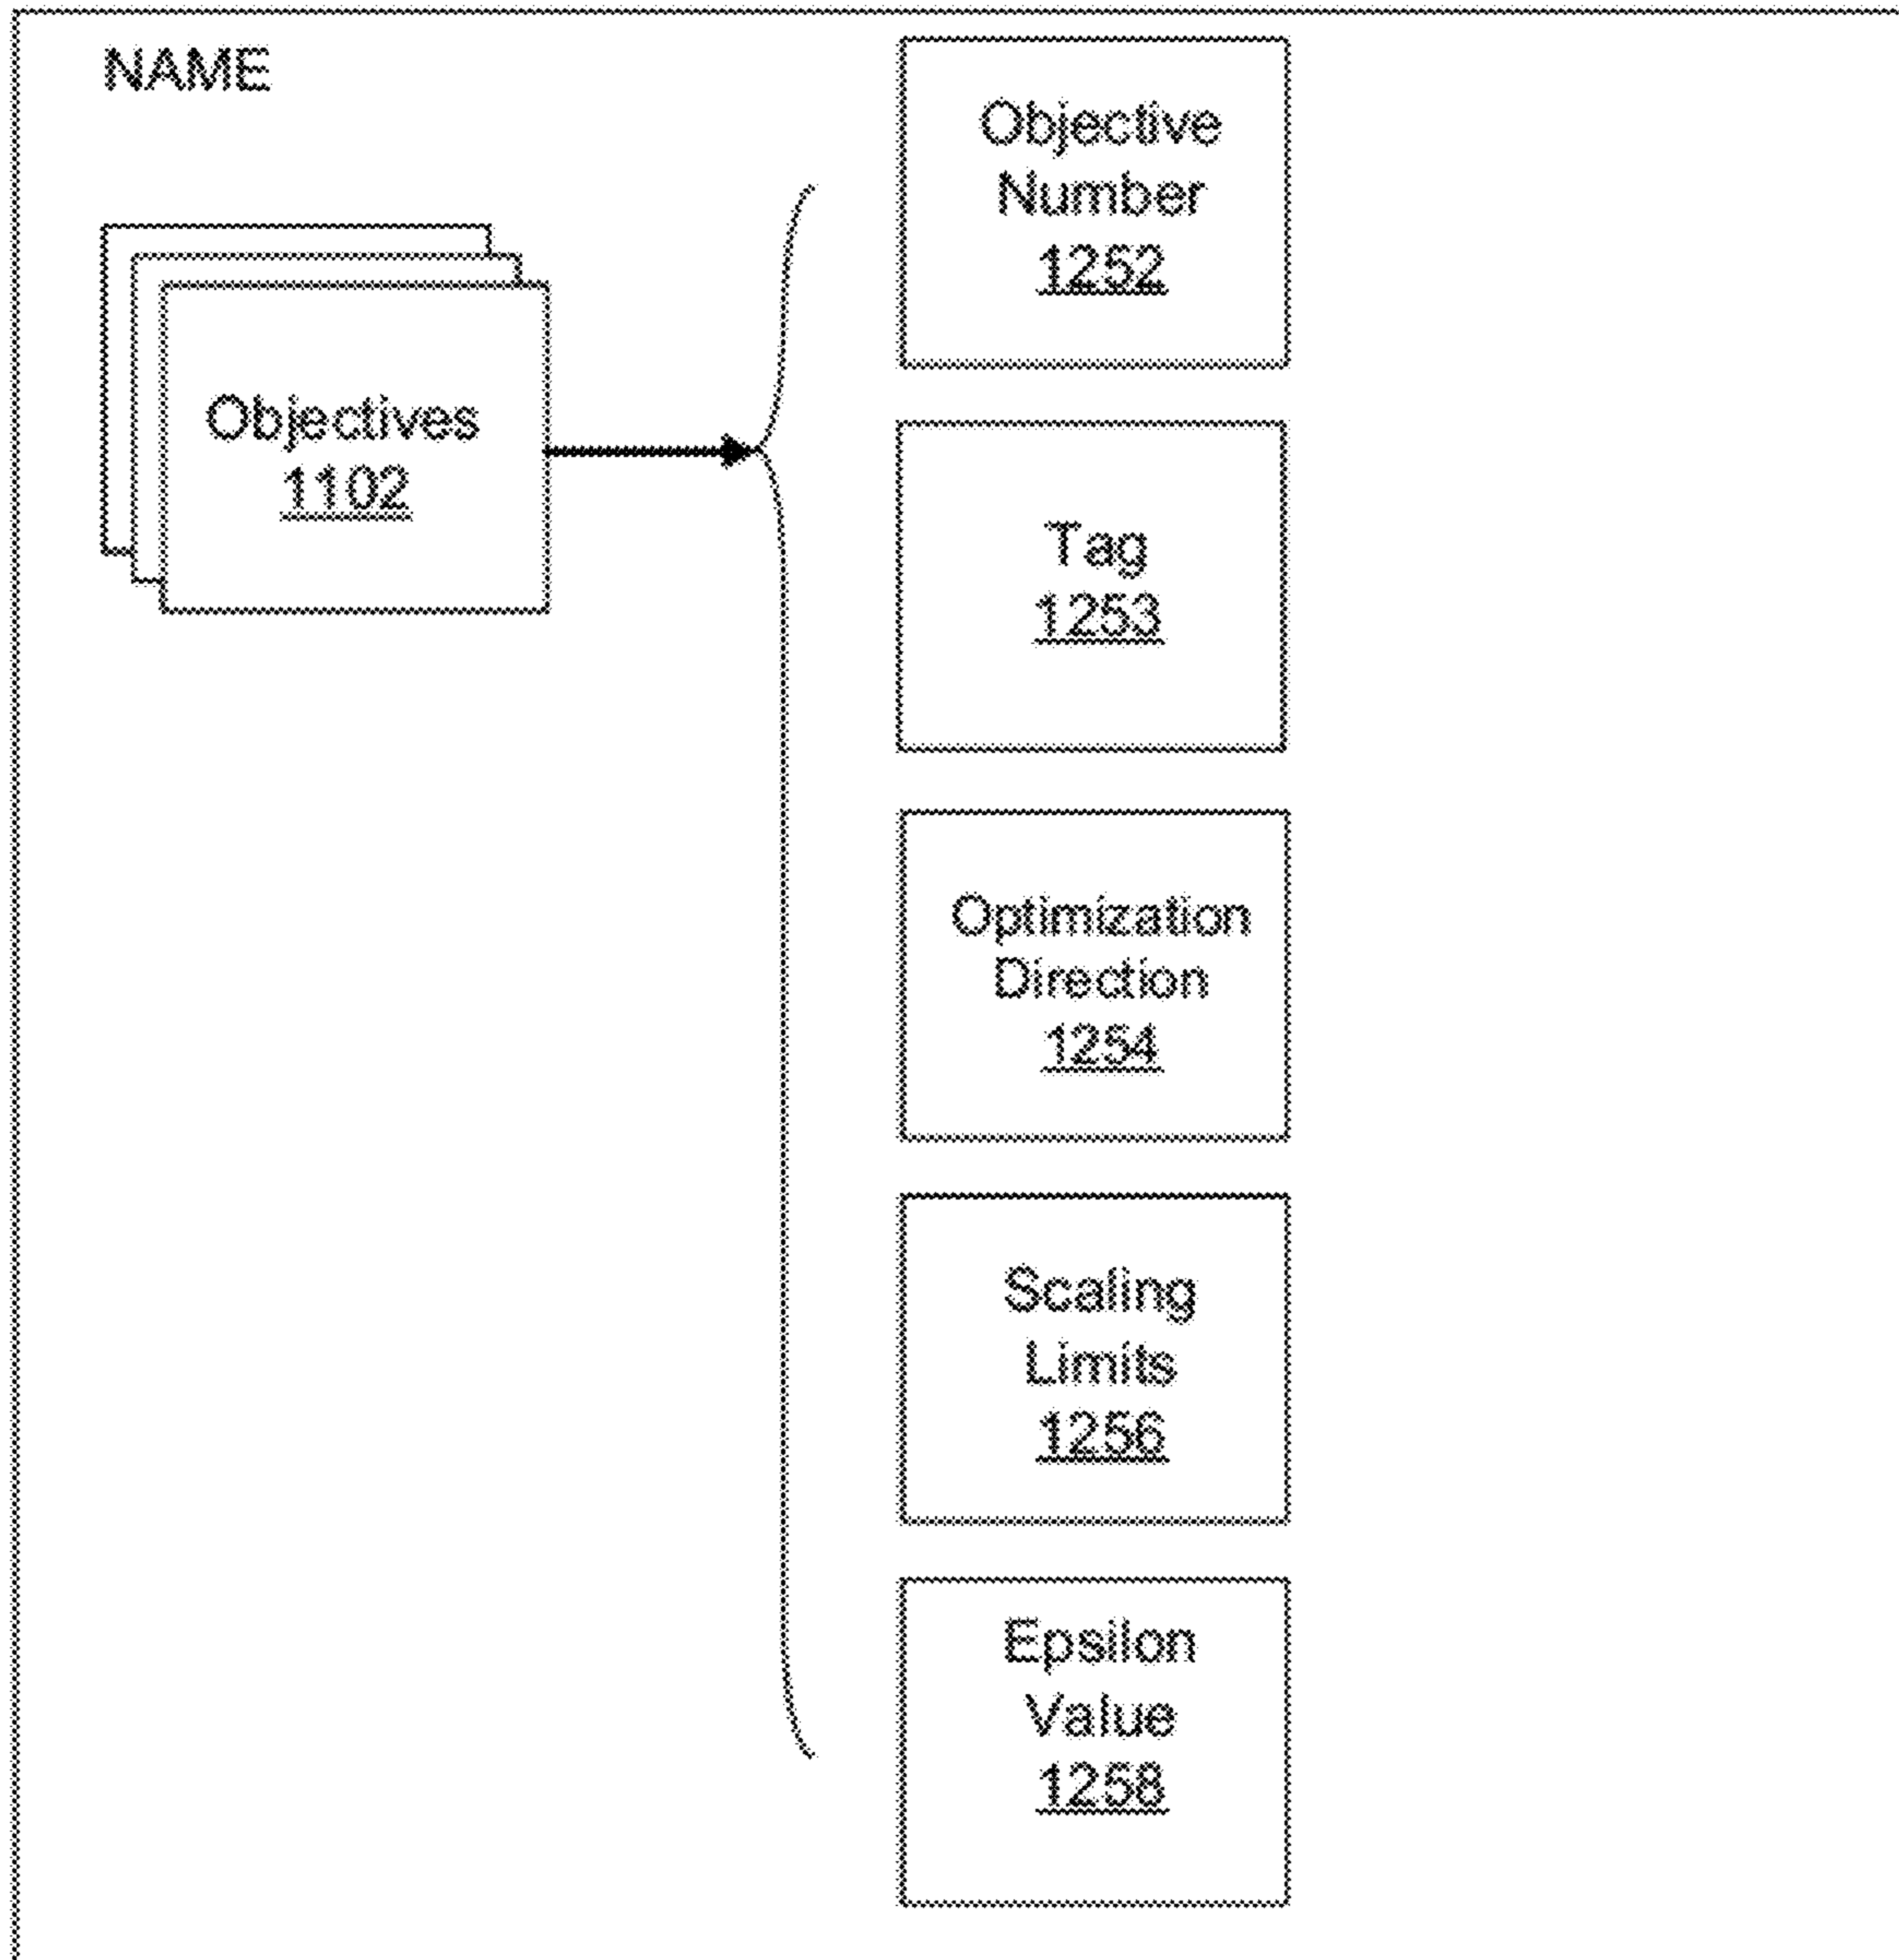 NAME
Objectives
1102
Objective
Number
1252
Tag
1253
Optimization
Direction
1254
Scaling
Limits
1256
Epsilon
Value
1258